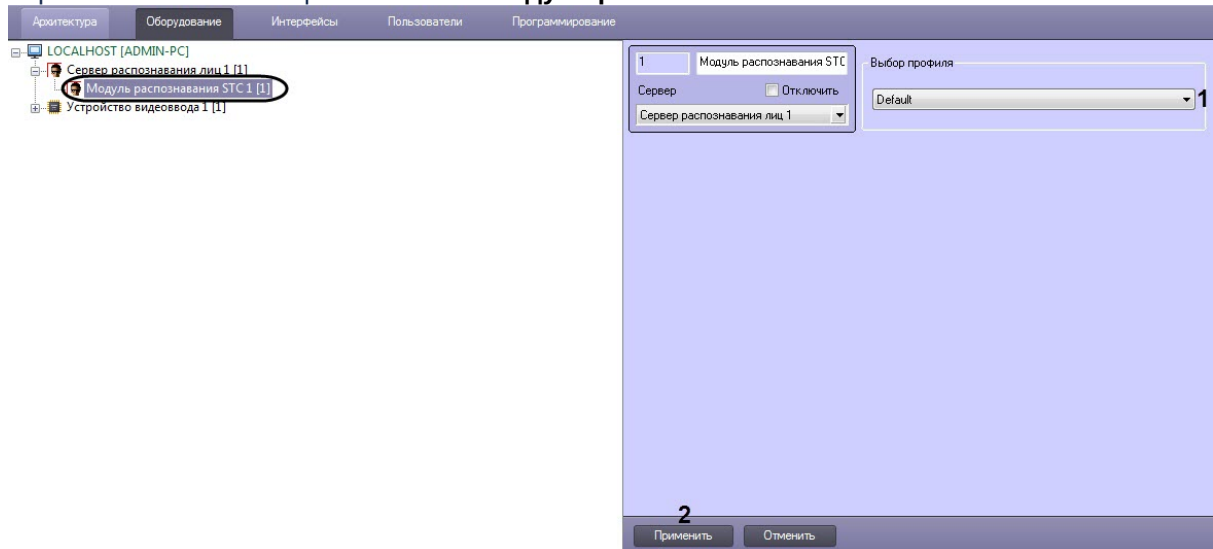 Архитектура Оборудование Интерфейсы Пользователи Программирование
LOCALHOST [ADMIN-PC]
Сервер распознавания лиц 1 [1]
Модуль распознавания STC 1 [1]
Устройство видеоввода 1 [1]
1 Модуль распознавания STC
Сервер Отключить
Сервер распознавания лиц 1
Выбор профиля
Default 1
2
Применить Отменить